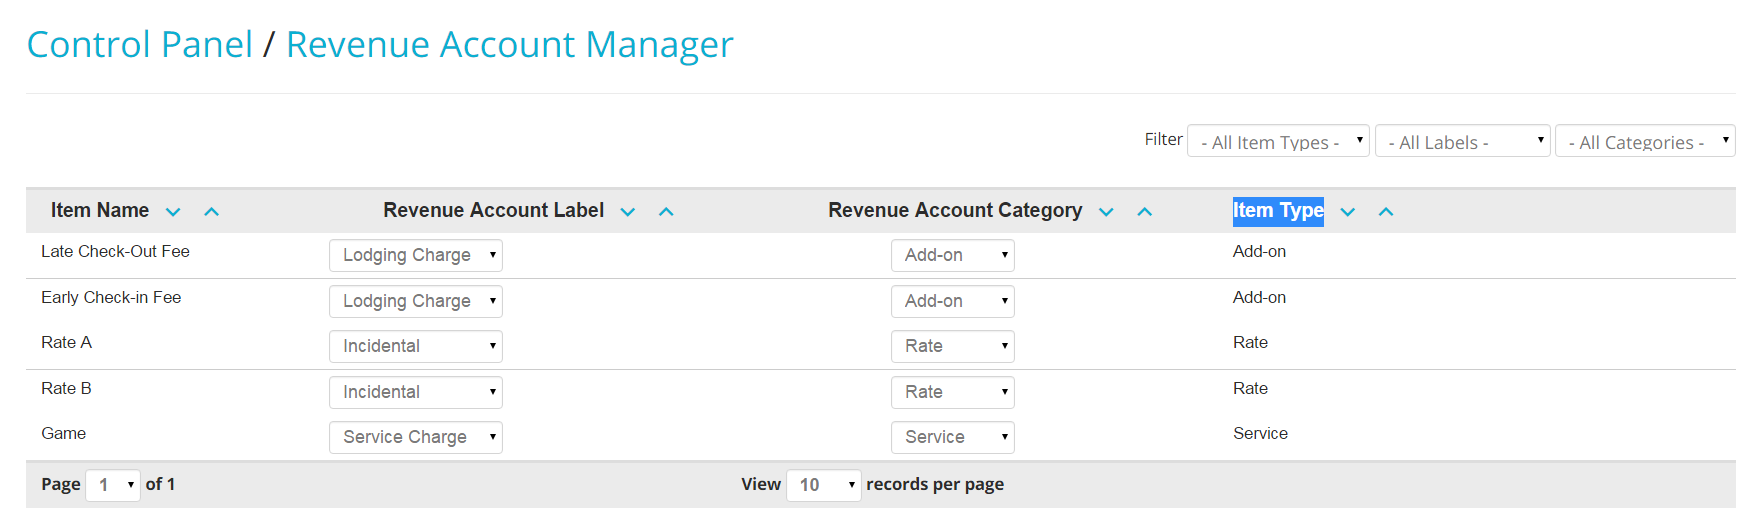 Control Panel / Revenue Account Manager
Filter - All Item Types - - All Labels - - All Categories -
Item Name Revenue Account Label Revenue Account Category Item Type
Late Check-Out Fee Lodging Charge Add-on Add-on
Early Check-in Fee Lodging Charge Add-on Add-on
Rate A Incidental Rate Rate
Rate B Incidental Rate Rate
Game Service Charge Service Service
Page 1 of 1 View 10 records per page